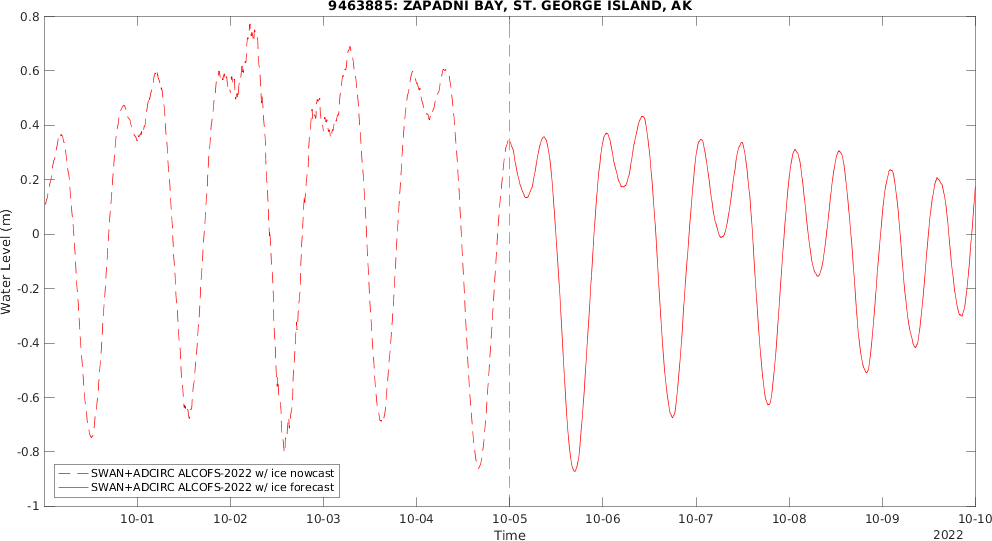 9463885: ZAPADNI BAY, ST. GEORGE ISLAND, AK
Water Level (m)
0.8
0.6
0.4
0.2
0
-0.2
-0.4
-0.6
-0.8
-1
SWAN+ADCIRC ALCOFS-2022 w/ ice nowcast
SWAN+ADCIRC ALCOFS-2022 w/ ice forecast
10-01 10-02 10-03 10-04 10-05 10-06 10-07 10-08 10-09 10-10
Time
2022